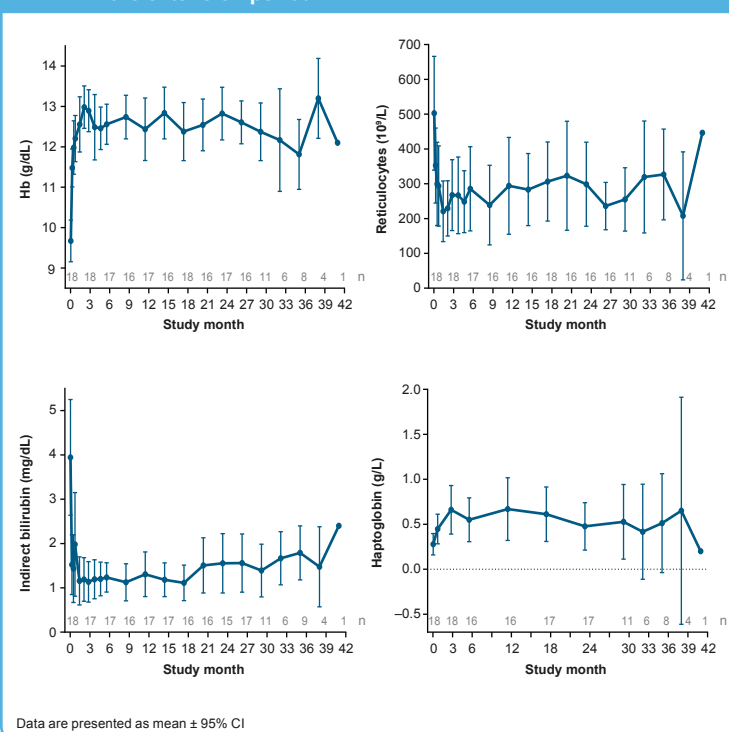 14
13
12
11
10
9
Hb (g/dL)
18 18 17 16 17 16 18 16 17 16 11 6 8 4 1 n
0 3 6 9 12 15 18 21 24 27 30 33 36 39 42
Study month
700
600
500
400
300
200
100
0
Reticulocytes (10⁹/L)
18 18 17 16 16 16 18 16 16 16 11 6 8 4 1 n
0 3 6 9 12 15 18 21 24 27 30 33 36 39 42
Study month
5
4
3
2
1
0
Indirect bilirubin (mg/dL)
18 17 17 16 17 17 16 16 15 17 11 6 9 4 1 n
0 3 6 9 12 15 18 21 24 27 30 33 36 39 42
Study month
2.0
1.5
1.0
0.5
0.0
–0.5
Haptoglobin (g/L)
18 18 16 16 17 17 11 6 8 4 1 n
0 3 6 12 18 24 30 33 36 39 42
Study month
Data are presented as mean ± 95% CI